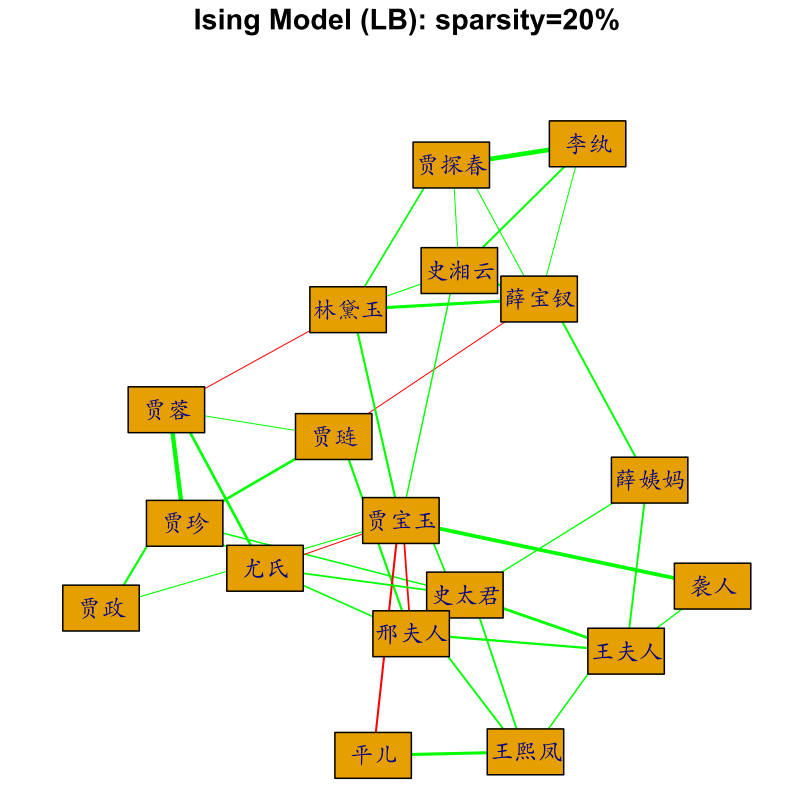 Ising Model (LB): sparsity=20%
李纨
贾探春
史湘云
薛宝钗
林黛玉
贾蓉
贾琏
薛姨妈
贾珍
贾宝玉
尤氏
袭人
史太君
贾政
邢夫人
王夫人
平儿
王熙凤